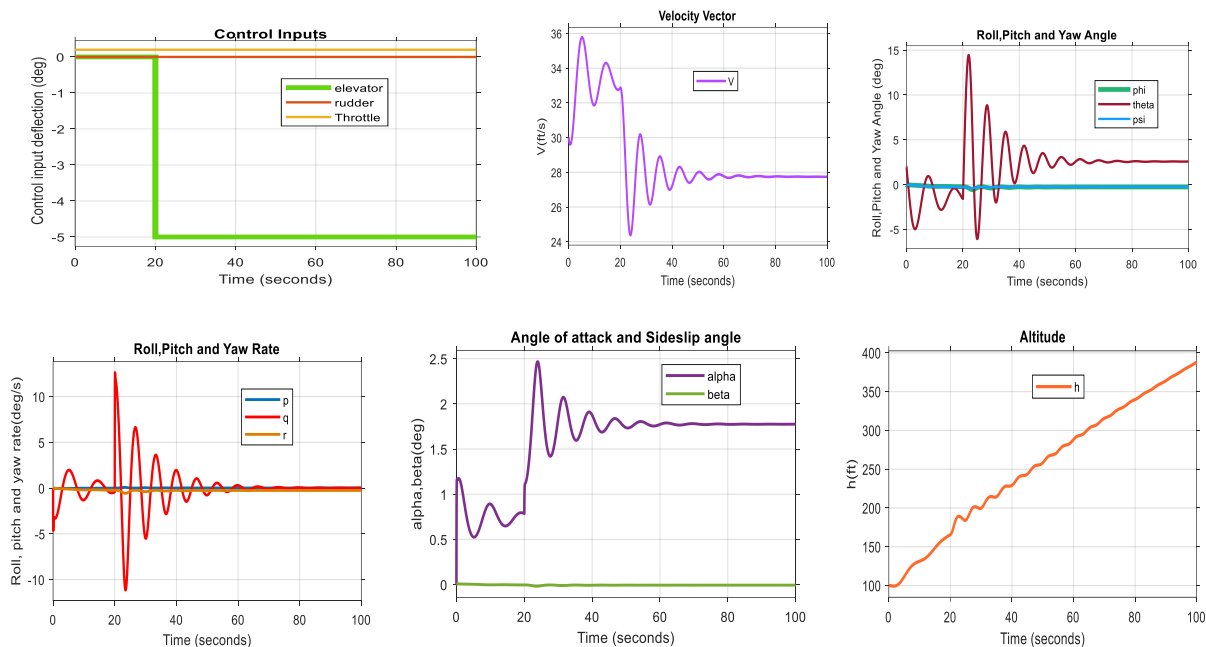 Control Inputs
Control input deflection (deg)
0
-1
-2
-3
-4
-5
elevator
rudder
Throttle
0 20 40 60 80 100
Time (seconds)
Velocity Vector
V(ft/s)
36
34
32
30
28
26
24
V
0 20 40 60 80 100
Time (seconds)
Roll,Pitch and Yaw Angle
Roll,Pitch and Yaw Angle (deg)
15
10
5
0
-5
phi
theta
psi
0 20 40 60 80 100
Time (seconds)
Roll,Pitch and Yaw Rate
Roll, pitch and yaw rate(deg/s)
10
5
0
-5
-10
p
q
r
0 20 40 60 80 100
Time (seconds)
Angle of attack and Sideslip angle
alpha,beta(deg)
2.5
2
1.5
1
0.5
0
alpha
beta
0 20 40 60 80 100
Time (seconds)
Altitude
h(ft)
400
350
300
250
200
150
100
h
0 20 40 60 80 100
Time (seconds)